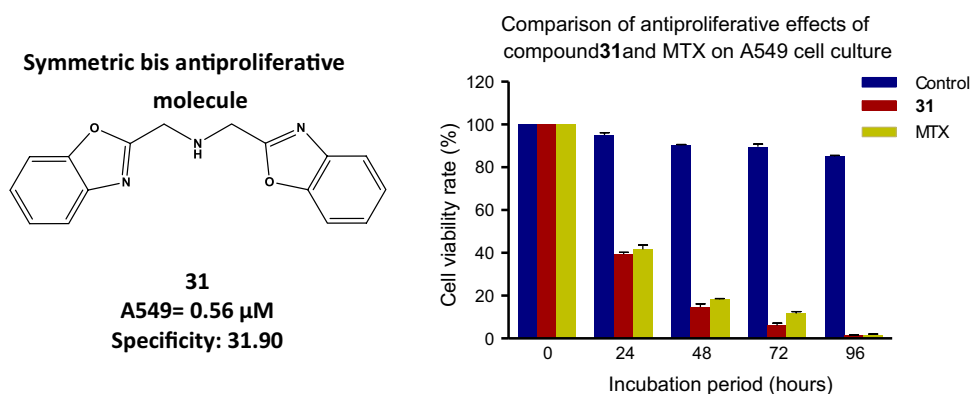 Symmetric bis antiproliferative
molecule
O
N
N
H
N
O
31
A549= 0.56 µM
Specificity: 31.90
Comparison of antiproliferative effects of
compound31and MTX on A549 cell culture
Control
31
MTX
Cell viability rate (%)
120
100
80
60
40
20
0
0 24 48 72 96
Incubation period (hours)